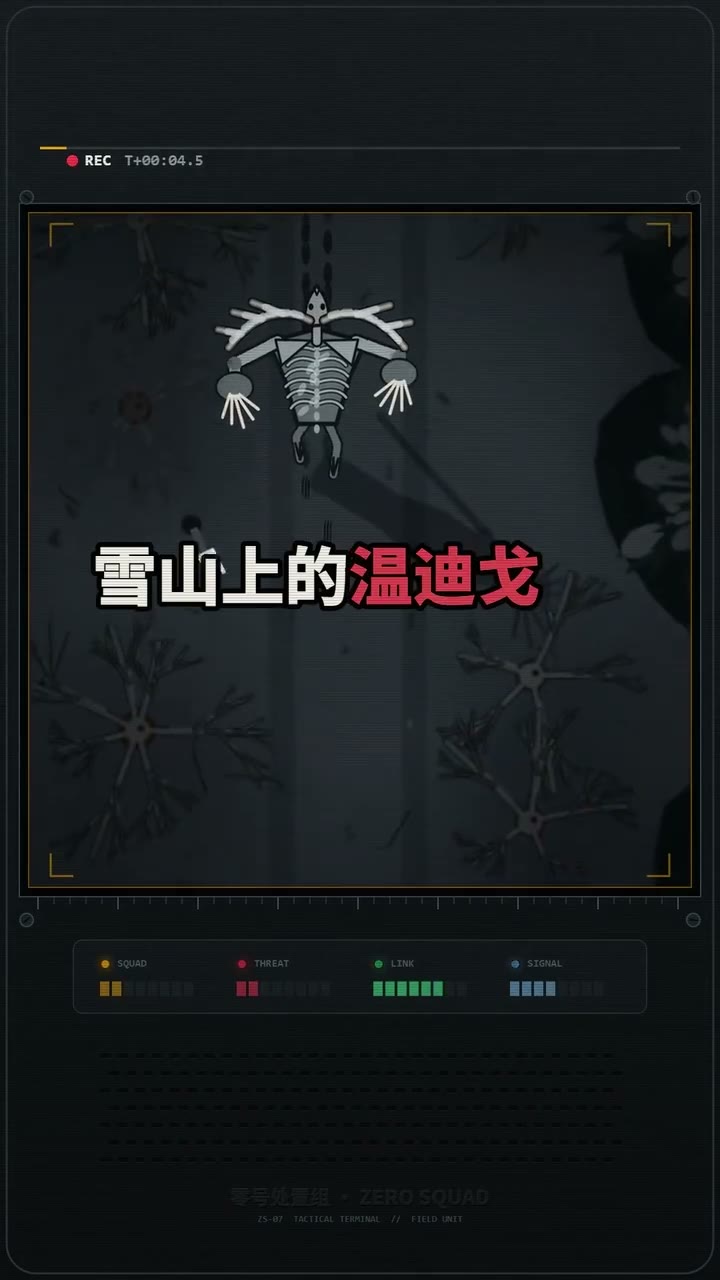 REC T+00:04.5
雪山上的温迪戈
SQUAD THREAT LINK SIGNAL
零号处置组 · ZERO SQUAD
ZS-07 TACTICAL TERMINAL // FIELD UNIT